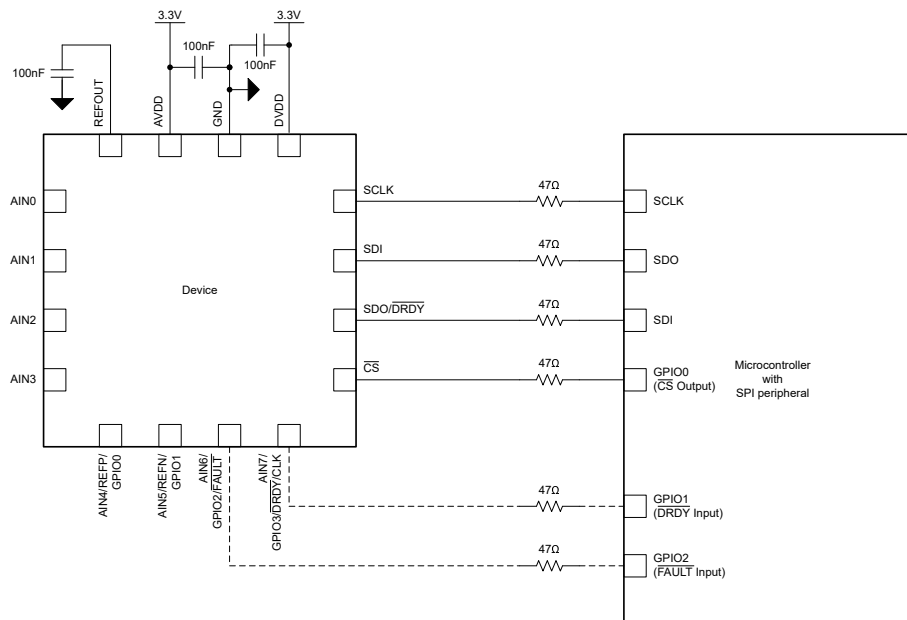 3.3V
3.3V
100nF
100nF
100nF
REFOUT
AVDD
GND
DVDD
AIN0
AIN1
AIN2
AIN3
Device
SCLK
SDI
SDO/DRDY
CS
47Ω
47Ω
47Ω
47Ω
SCLK
SDO
SDI
GPIO0
(CS Output)
Microcontroller
with
SPI peripheral
AIN4/REFP/
GPIO0
AIN5/REFN/
GPIO1
AIN6/
GPIO2/FAULT
AIN7/
GPIO3/DRDY/CLK
47Ω
GPIO1
(DRDY Input)
47Ω
GPIO2
(FAULT Input)